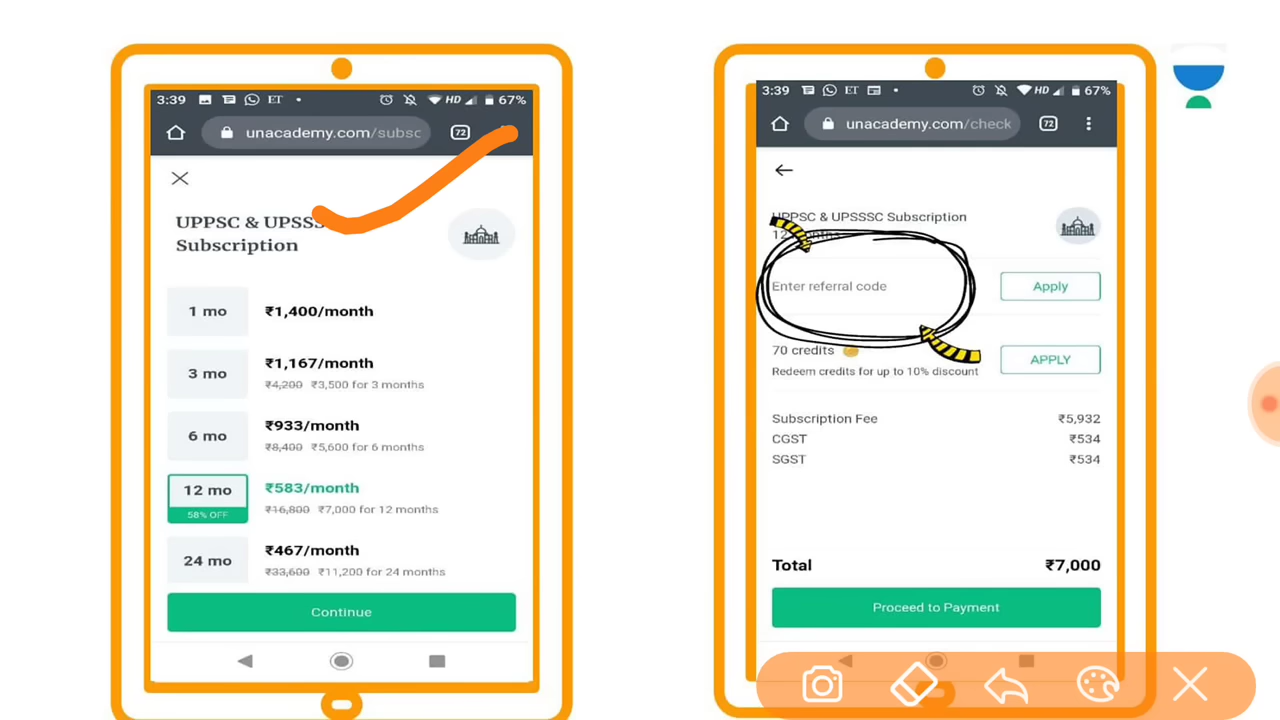 3:39 ET HD 67%
unacademy.com/subsc 72
UPPSC & UPSSS
Subscription
1 mo ₹1,400/month
3 mo ₹1,167/month
₹4,200 ₹3,500 for 3 months
6 mo ₹933/month
₹8,400 ₹5,600 for 6 months
12 mo ₹583/month
58% OFF ₹16,800 ₹7,000 for 12 months
24 mo ₹467/month
₹33,600 ₹11,200 for 24 months
Continue
3:39 ET HD 67%
unacademy.com/check 72
UPPSC & UPSSSC Subscription
12 months
Enter referral code Apply
70 credits APPLY
Redeem credits for up to 10% discount
Subscription Fee ₹5,932
CGST ₹534
SGST ₹534
Total ₹7,000
Proceed to Payment